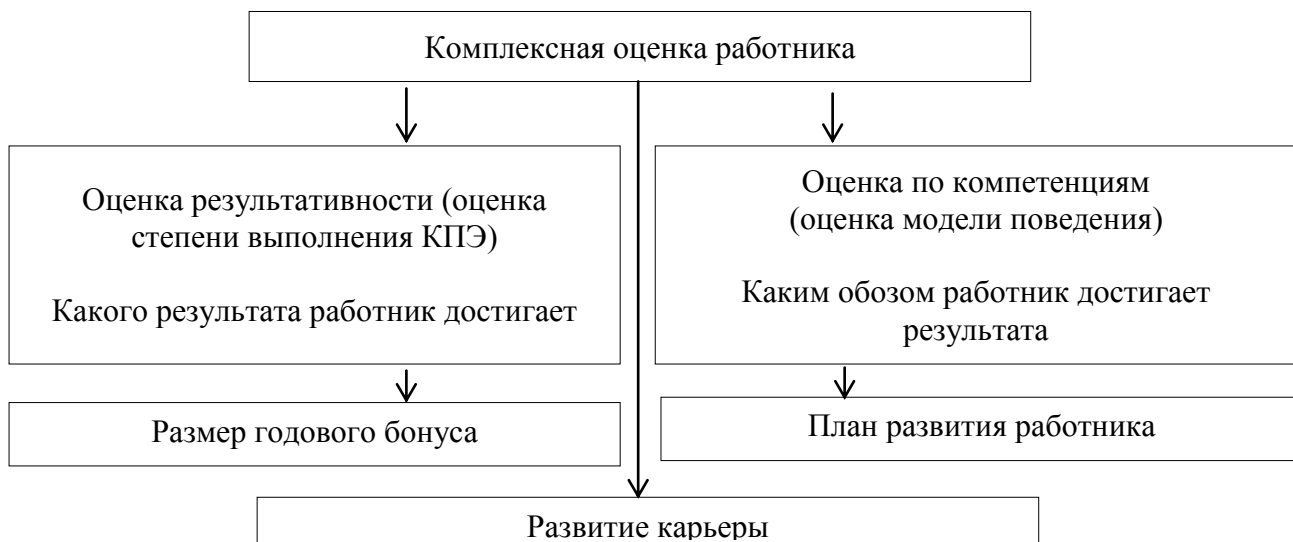 Комплексная оценка работника
Оценка результативности (оценка
степени выполнения КПЭ)
Какого результата работник достигает
Оценка по компетенциям
(оценка модели поведения)
Каким обозом работник достигает
результата
Размер годового бонуса
План развития работника
Развитие карьеры